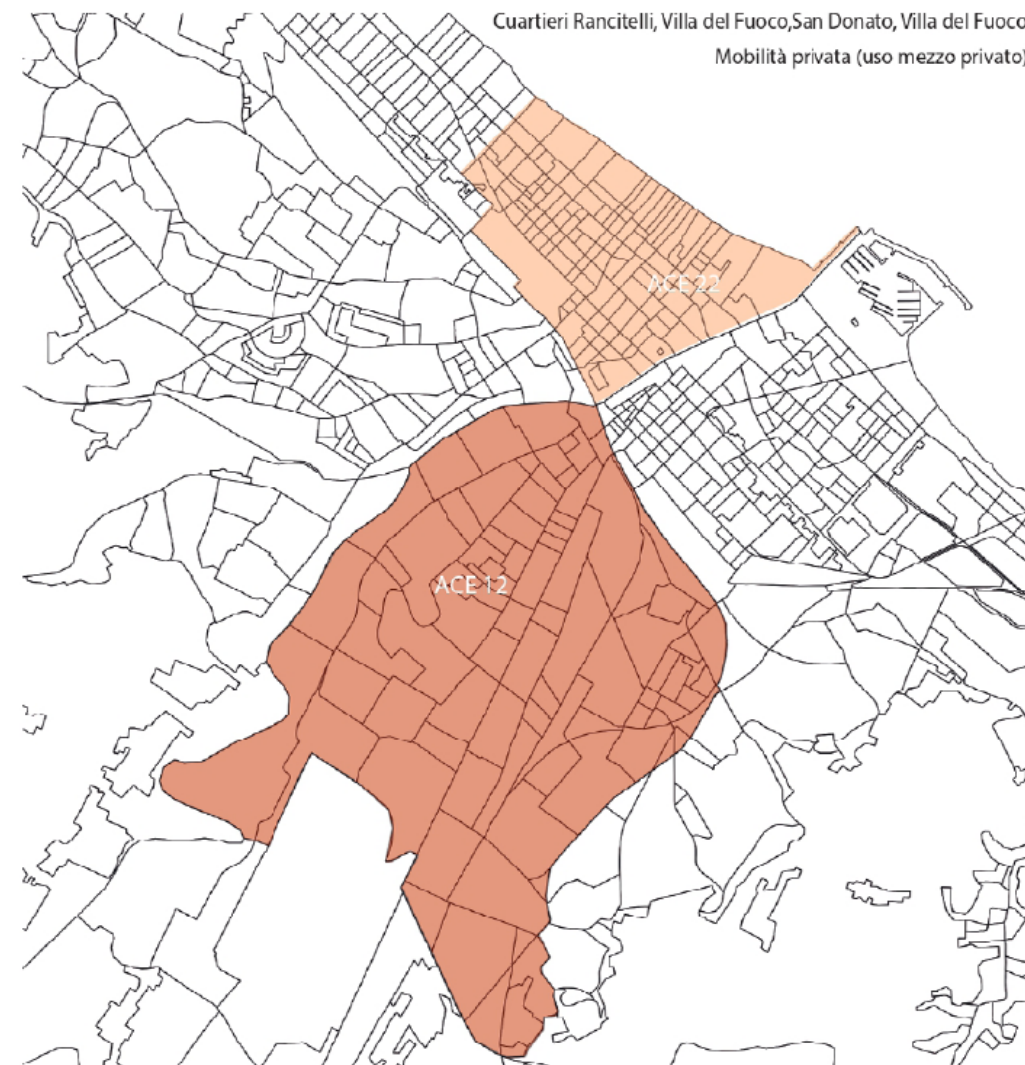 Cuartieri Rancitelli, Villa del Fuoco,San Donato, Villa del Fuoco
Mobilità privata (uso mezzo privato)
ACE 22
ACE 12